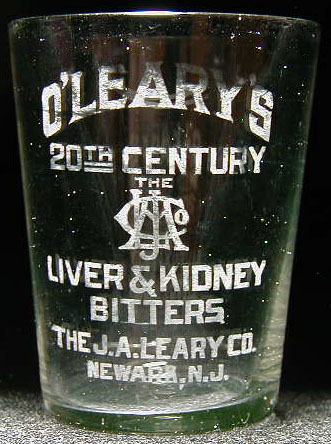 O'LEARY'S
20TH CENTURY
THE
LIVER & KIDNEY
BITTERS
THE J.A. LEARY CO.
NEWARK, N.J.